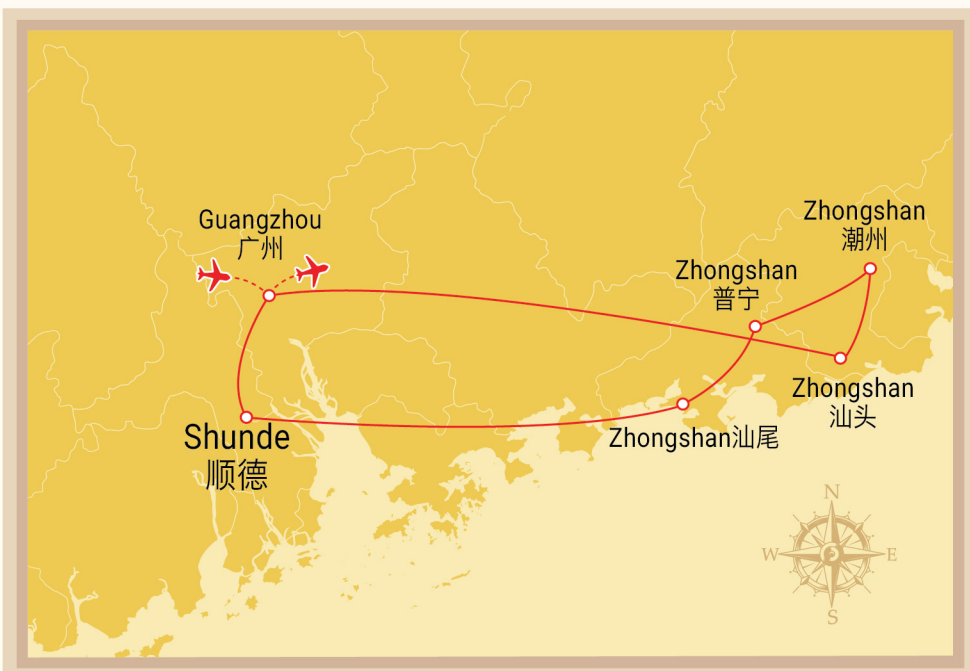 Guangzhou
广州
Zhongshan
潮州
Zhongshan
普宁
Zhongshan
汕头
Zhongshan汕尾
Shunde
顺德
N
W
E
S